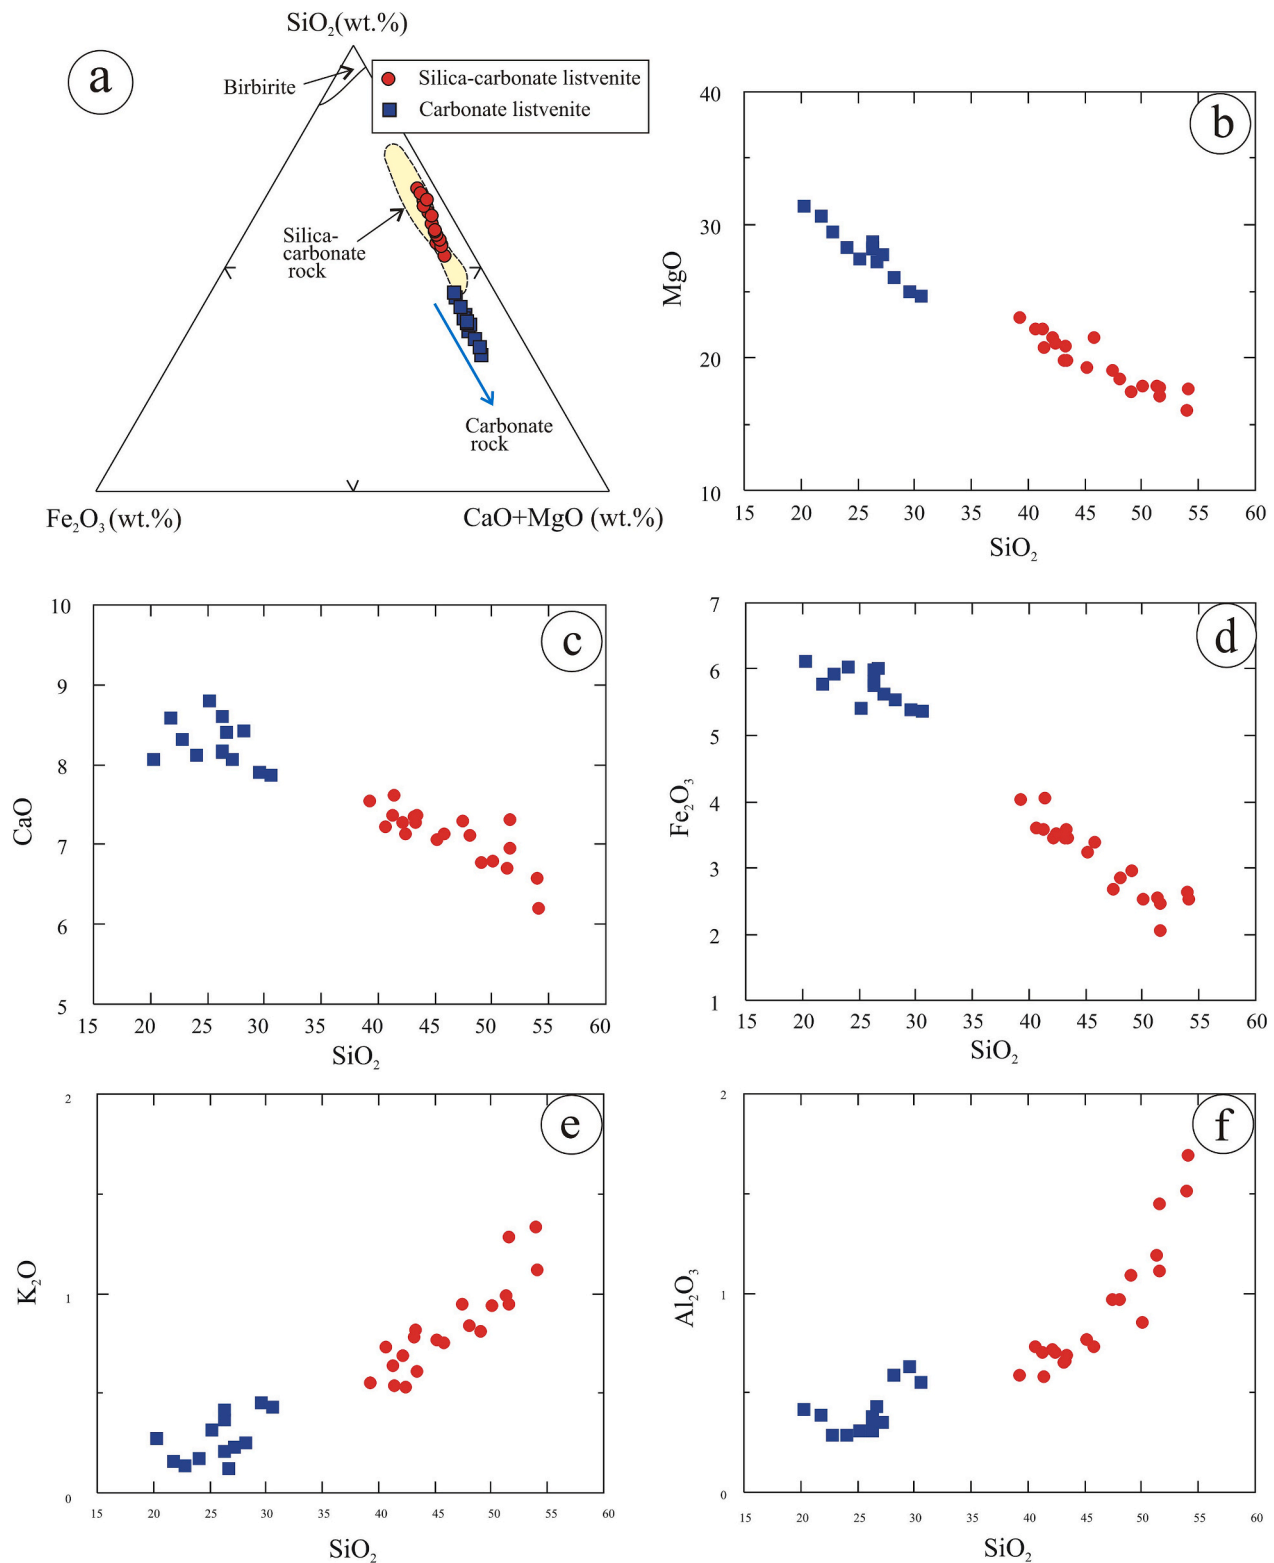 a
SiO₂(wt.%)
Birbirite
Silica-carbonate listvenite
Carbonate listvenite
Silica-
carbonate
rock
Carbonate
rock
Fe₂O₃ (wt.%)
CaO+MgO (wt.%)
b
40
30
20
10
MgO
15 20 25 30 35 40 45 50 55 60
SiO₂
c
10
9
8
7
6
5
CaO
15 20 25 30 35 40 45 50 55 60
SiO₂
d
7
6
5
4
3
2
1
Fe₂O₃
15 20 25 30 35 40 45 50 55 60
SiO₂
e
2
1
0
K₂O
15 20 25 30 35 40 45 50 55 60
SiO₂
f
2
1
0
Al₂O₃
15 20 25 30 35 40 45 50 55 60
SiO₂